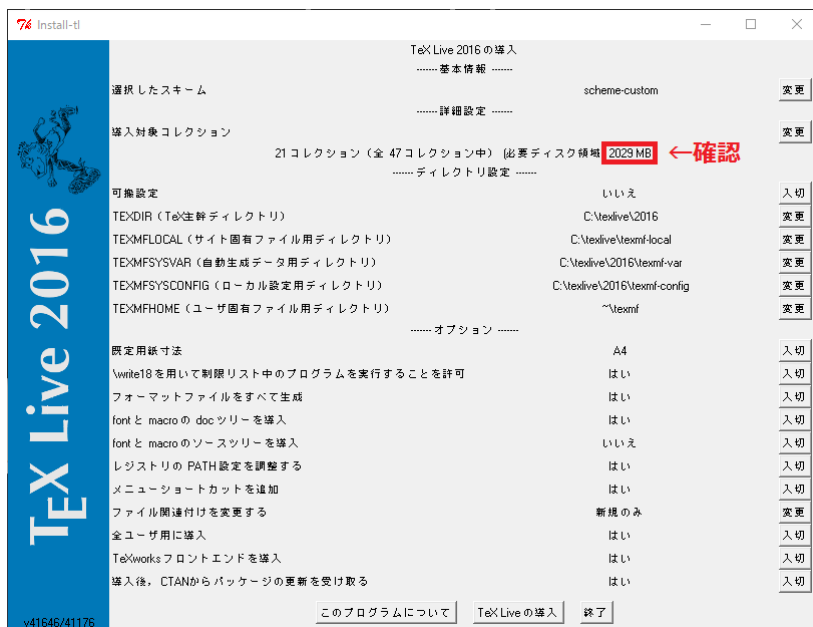 Install-tl
TeX Live 2016 の導入
------- 基本情報 -------
選択したスキーム scheme-custom 変更
------- 詳細設定 -------
導入対象コレクション 変更
21 コレクション（全 47 コレクション中） (必要ディスク領域 2029 MB ←確認
------- ディレクトリ設定 -------
可搬設定 いいえ 入切
TEXDIR（TeX主幹ディレクトリ） C:\texlive\2016 変更
TEXMFLOCAL（サイト固有ファイル用ディレクトリ） C:\texlive\texmf-local 変更
TEXMFSYSVAR（自動生成データ用ディレクトリ） C:\texlive\2016\texmf-var 変更
TEXMFSYSCONFIG（ローカル設定用ディレクトリ） C:\texlive\2016\texmf-config 変更
TEXMFHOME（ユーザ固有ファイル用ディレクトリ） ~\texmf 変更
------- オプション -------
既定用紙寸法 A4 入切
\write18 を用いて制限リスト中のプログラムを実行することを許可 はい 入切
フォーマットファイルをすべて生成 はい 入切
font と macro の doc ツリーを導入 はい 入切
font と macro のソースツリーを導入 いいえ 入切
レジストリの PATH 設定を調整する はい 入切
メニューショートカットを追加 はい 入切
ファイル関連付けを変更する 新規のみ 変更
全ユーザ用に導入 はい 入切
TeXworks フロントエンドを導入 はい 入切
導入後，CTANからパッケージの更新を受け取る はい 入切
このプログラムについて TeX Live の導入 終了
TEX Live 2016
v41646/41176